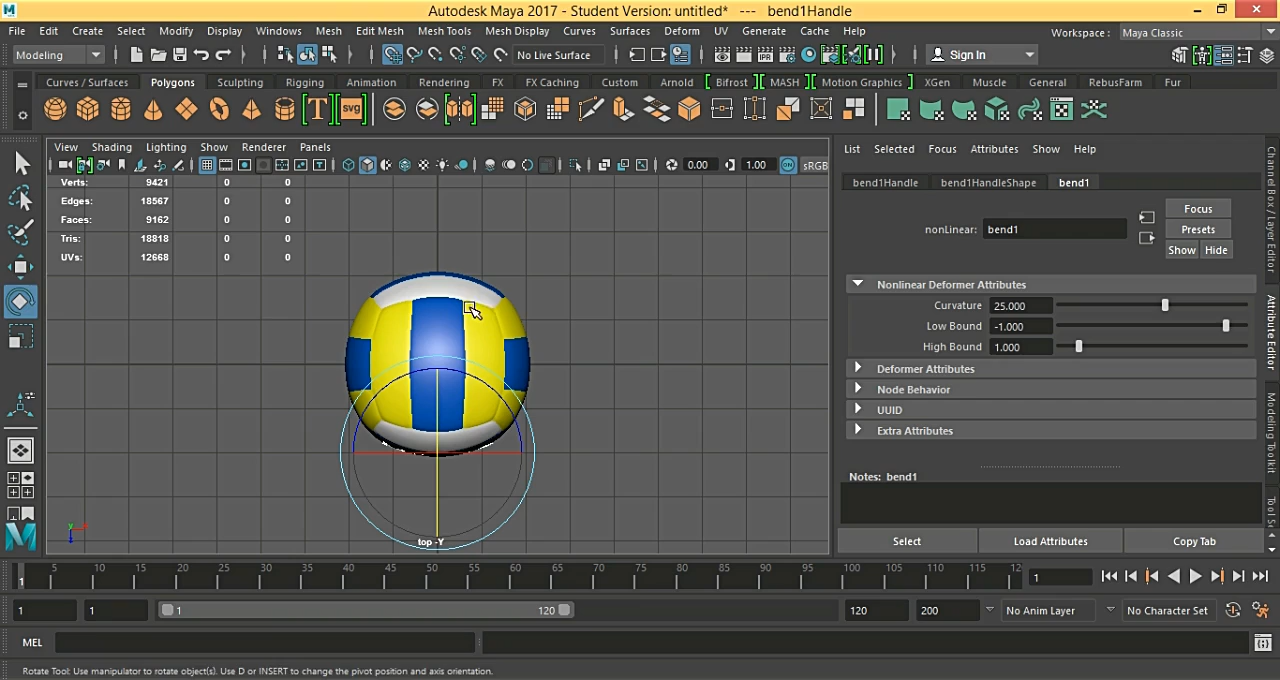 Autodesk Maya 2017 - Student Version: untitled* --- bend1Handle
File Edit Create Select Modify Display Windows Mesh Edit Mesh Mesh Tools Mesh Display Curves Surfaces Deform UV Generate Cache Help
Workspace : Maya Classic
Modeling No Live Surface Sign In
Curves / Surfaces Polygons Sculpting Rigging Animation Rendering FX FX Caching Custom Arnold Bifrost MASH Motion Graphics XGen Muscle General RebusFarm Fur
T svg
View Shading Lighting Show Renderer Panels
0.00 1.00 ON sRGB
Verts: 9421 0 0
Edges: 18567 0 0
Faces: 9162 0 0
Tris: 18818 0 0
UVs: 12668 0 0
top -Y
List Selected Focus Attributes Show Help
bend1Handle bend1HandleShape bend1
nonLinear: bend1
Focus
Presets
Show Hide
Nonlinear Deformer Attributes
Curvature 25.000
Low Bound -1.000
High Bound 1.000
Deformer Attributes
Node Behavior
UUID
Extra Attributes
Notes: bend1
Select Load Attributes Copy Tab
Channel Box / Layer Editor
Attribute Editor
Modeling Toolkit
1 5 10 15 20 25 30 35 40 45 50 55 60 65 70 75 80 85 90 95 100 105 110 115 12
1
1 1 1 120 120 200 No Anim Layer No Character Set
MEL
Rotate Tool: Use manipulator to rotate object(s). Use D or INSERT to change the pivot position and axis orientation.